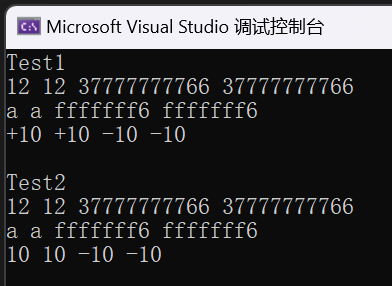 Microsoft Visual Studio 调试控制台
Test1
12 12 37777777766 37777777766
a a fffffff6 fffffff6
+10 +10 -10 -10
Test2
12 12 37777777766 37777777766
a a fffffff6 fffffff6
10 10 -10 -10